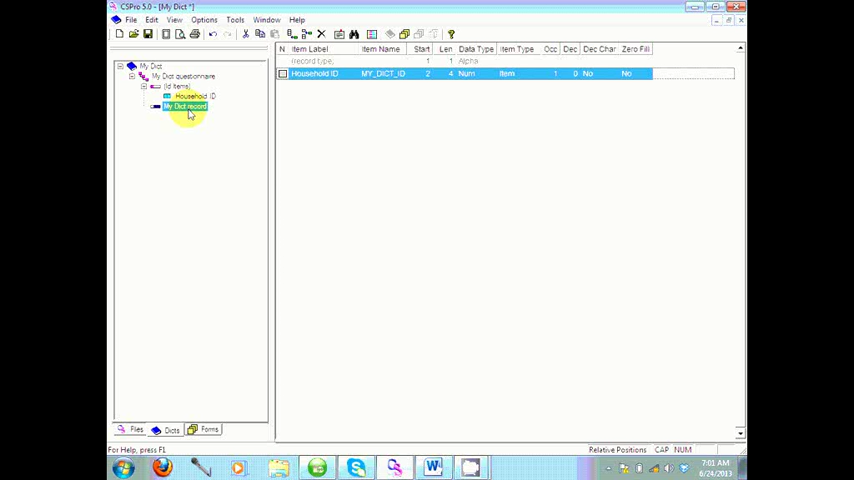 CSPro 5.0 - [My Dict *]
File Edit View Options Tools Window Help
N Item Label Item Name Start Len Data Type Item Type Occ Dec Dec Char Zero Fill
(record type) 1 1 Alpha
Household ID MY_DICT_ID 2 4 Num Item 1 0 No No
My Dict
My Dict questionnaire
(Id Items)
Household ID
My Dict record
Files Dicts Forms
For Help, press F1
Relative Positions CAP NUM
7:01 AM
6/24/2013